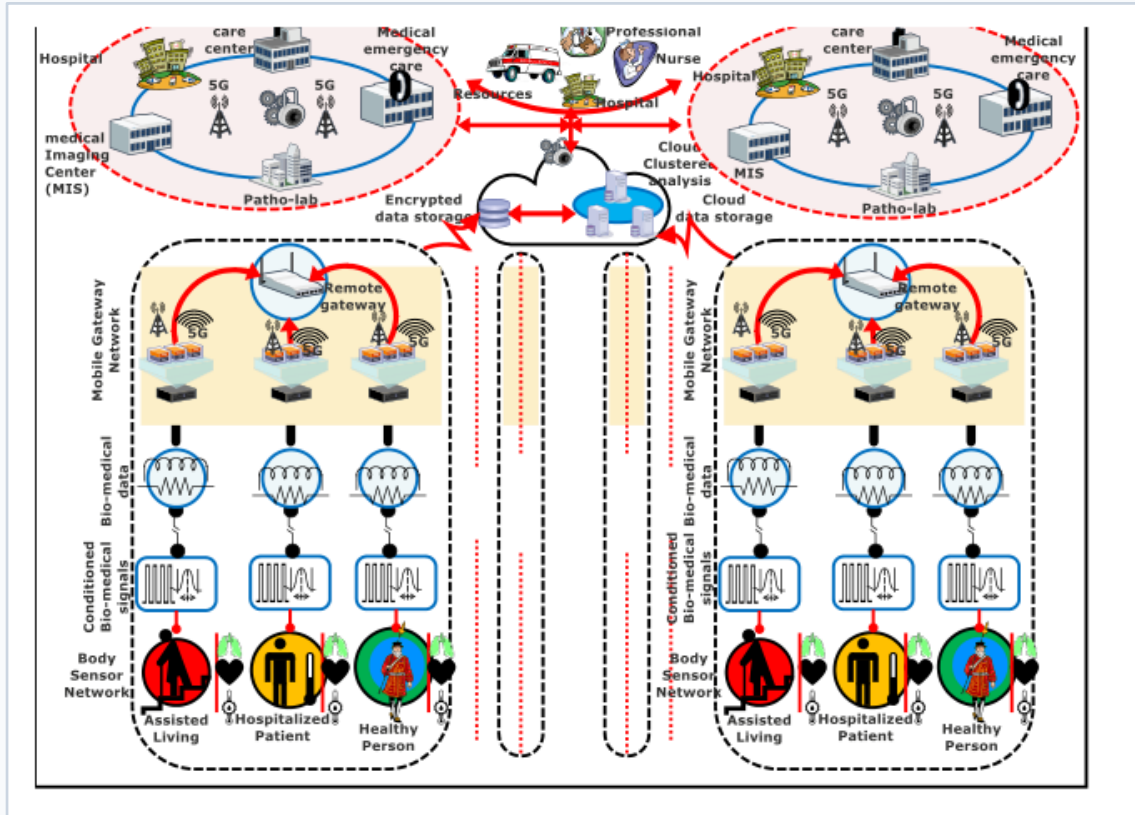 care
center
Medical
emergency
care
Hospital
5G
5G
medical
Imaging
Center
(MIS)
Patho-lab
Professional
Nurse
Resources
Hospital
care
center
Medical
emergency
care
Hospital
5G
5G
MIS
Patho-lab
Cloud
Clustered
analysis
Encrypted
data storage
Cloud
data storage
Mobile Gateway
Network
Remote
gateway
5G
5G
5G
Bio-medical
data
Conditioned
Bio-medical
signals
Body
Sensor
Network
Assisted
Living
Hospitalized
Patient
Healthy
Person
Mobile Gateway
Network
Remote
gateway
5G
5G
5G
Bio-medical
data
Conditioned
Bio-medical
signals
Body
Sensor
Network
Assisted
Living
Hospitalized
Patient
Healthy
Person